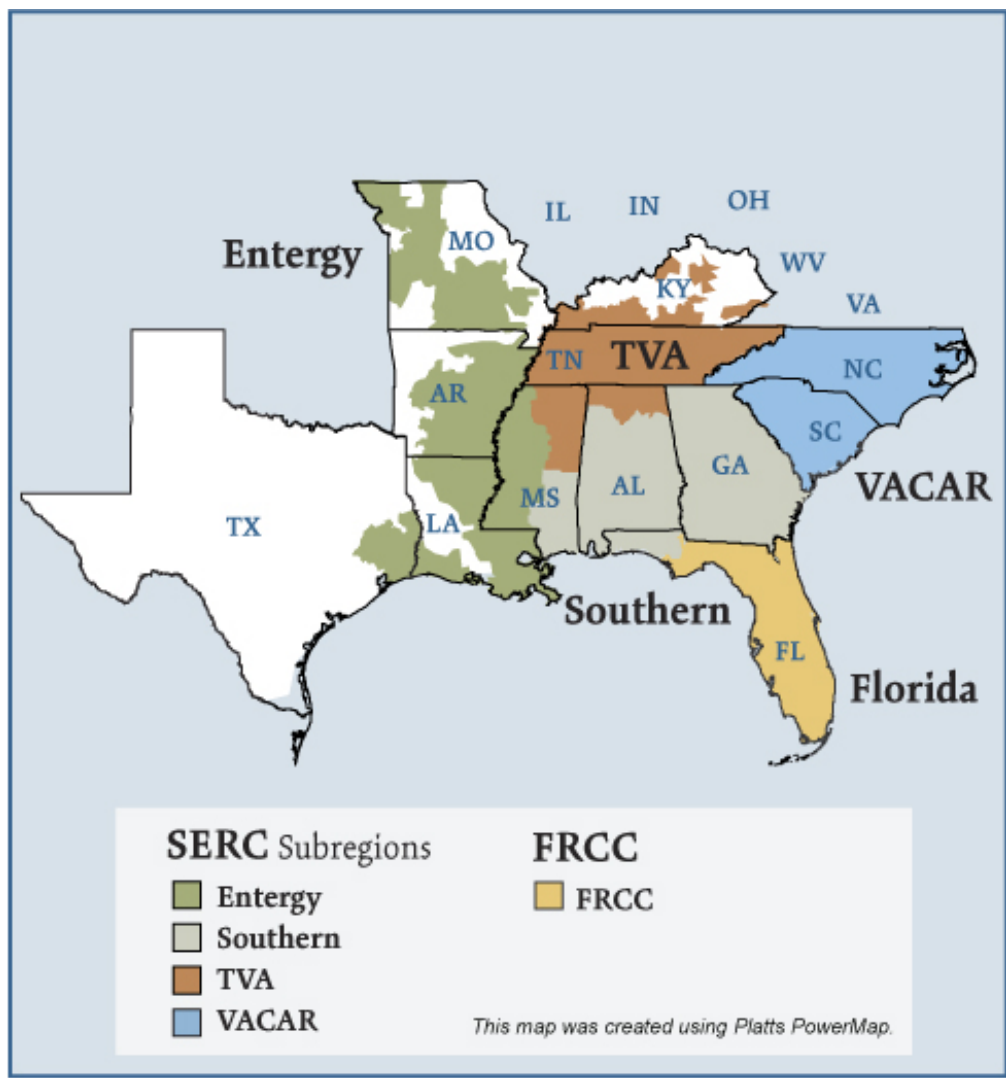 IL
IN
OH
MO
Entergy
WV
KY
VA
TN
TVA
NC
AR
SC
GA
AL
MS
VACAR
LA
TX
Southern
FL
Florida
SERC Subregions
Entergy
Southern
TVA
VACAR
FRCC
FRCC
This map was created using Platts PowerMap.